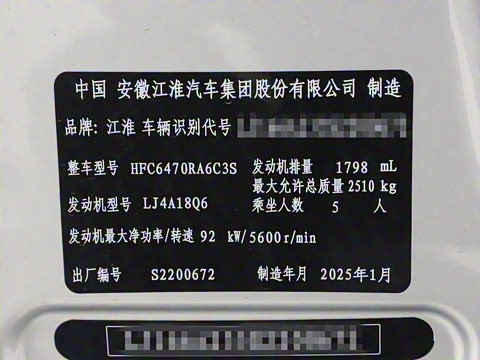 中国 安徽江淮汽车集团股份有限公司 制造
品牌: 江淮 车辆识别代号
整车型号 HFC6470RA6C3S 发动机排量 1798 mL
最大允许总质量 2510 kg
发动机型号 LJ4A18Q6 乘坐人数 5 人
发动机最大净功率/转速 92 kW/5600r/min
出厂编号 S2200672 制造年月 2025年1月